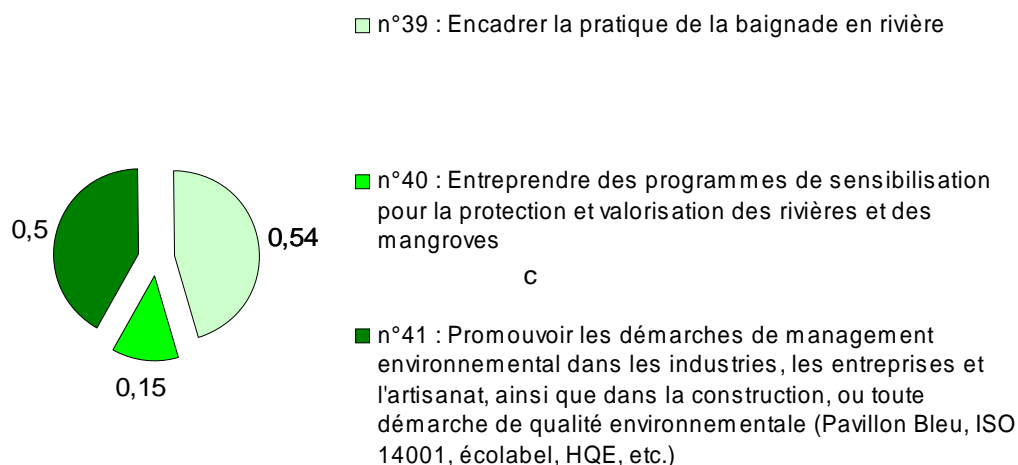 n°39 : Encadrer la pratique de la baignade en rivière
n°40 : Entreprendre des programmes de sensibilisation
pour la protection et valorisation des rivières et des
mangroves
0,5
0,54
c
n°41 : Promouvoir les démarches de management
environnemental dans les industries, les entreprises et
l'artisanat, ainsi que dans la construction, ou toute
démarche de qualité environnementale (Pavillon Bleu, ISO
14001, écolabel, HQE, etc.)
0,15